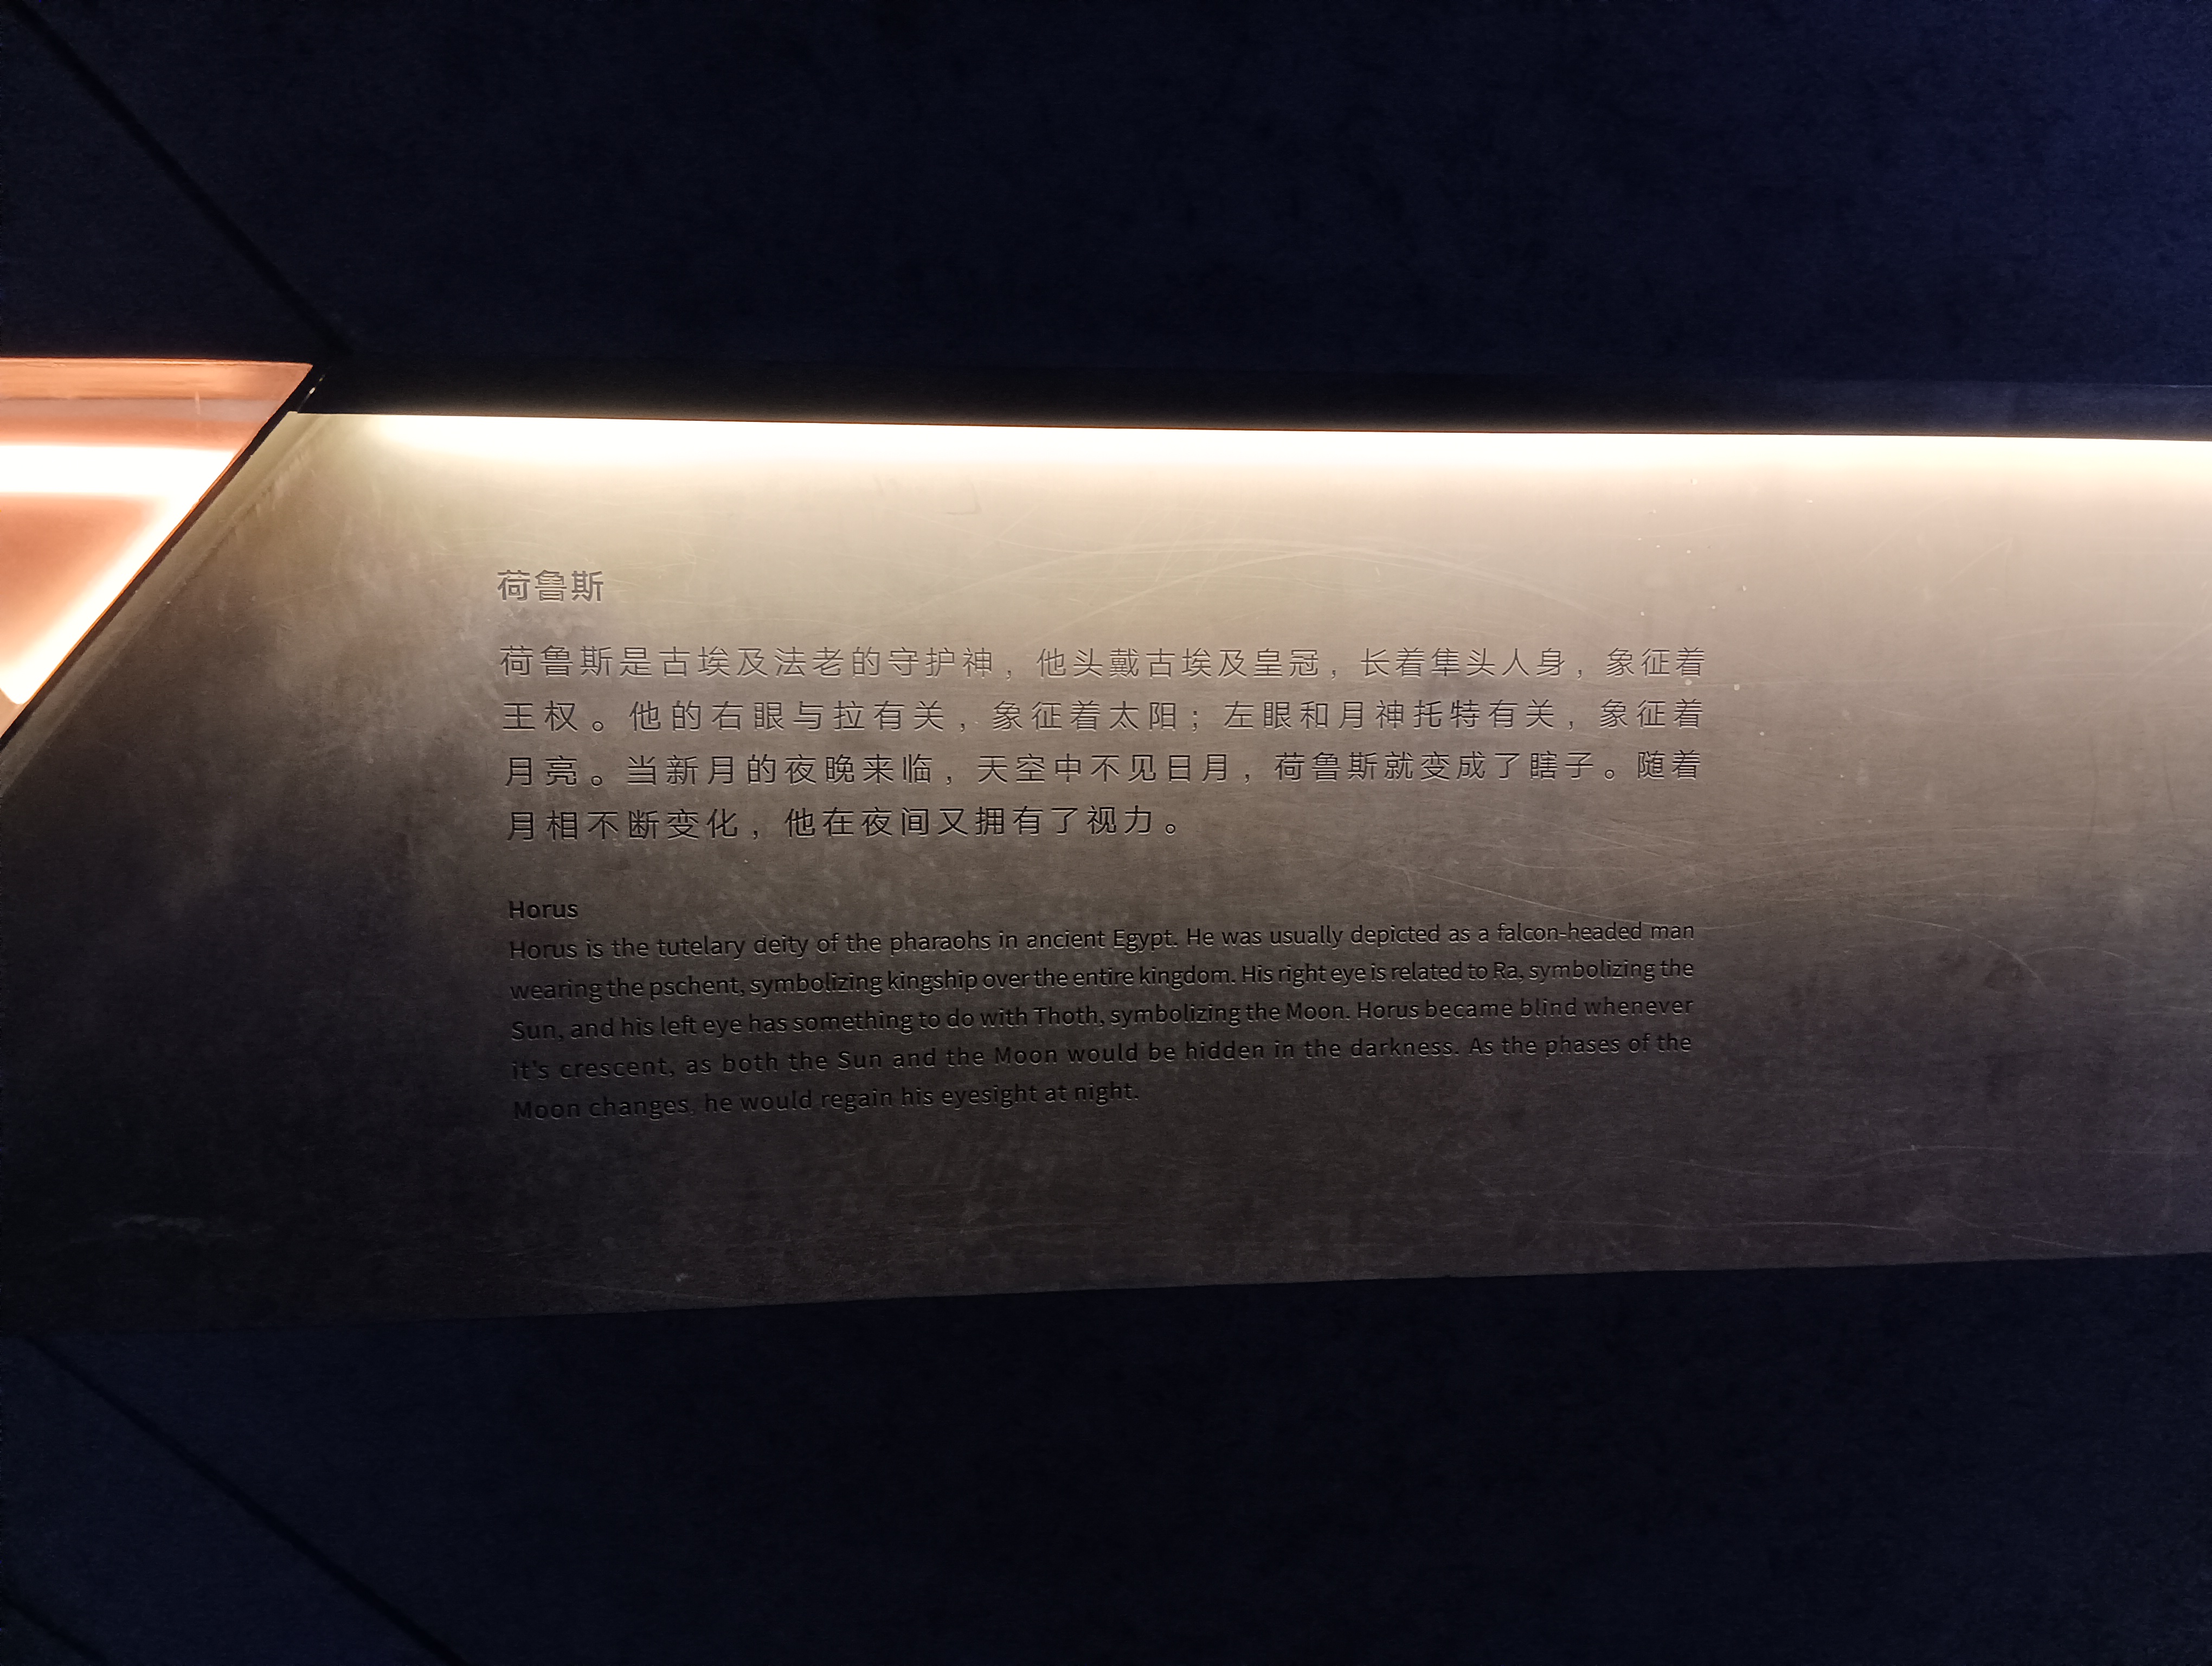 荷鲁斯
荷鲁斯是古埃及法老的守护神，他头戴古埃及皇冠，长着隼头人身，象征着
王权。他的右眼与拉有关，象征着太阳；左眼和月神托特有关，象征着
月亮。当新月的夜晚来临，天空中不见日月，荷鲁斯就变成了瞎子。随着
月相不断变化，他在夜间又拥有了视力。
Horus
Horus is the tutelary deity of the pharaohs in ancient Egypt. He was usually depicted as a falcon-headed man
wearing the pschent, symbolizing kingship over the entire kingdom. His right eye is related to Ra, symbolizing the
Sun, and his left eye has something to do with Thoth, symbolizing the Moon. Horus became blind whenever
it's crescent, as both the Sun and the Moon would be hidden in the darkness. As the phases of the
Moon changes, he would regain his eyesight at night.